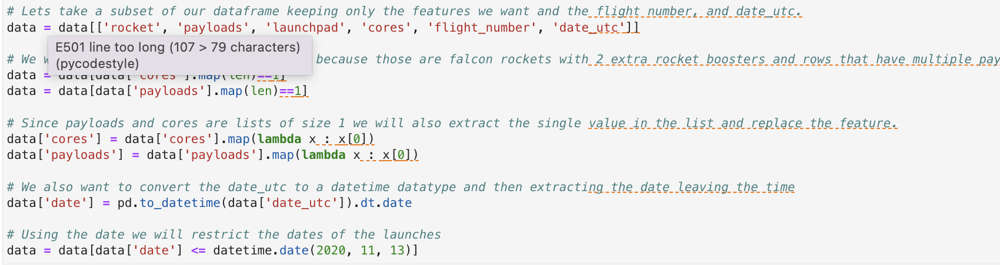 # Lets take a subset of our dataframe keeping only the features we want and the flight number, and date_utc.
data = data[['rocket', 'payloads', 'launchpad', 'cores', 'flight_number', 'date_utc']]
E501 line too long (107 > 79 characters)
(pycodestyle)
# We because those are falcon rockets with 2 extra rocket boosters and rows that have multiple pay
data = data[data['cores'].map(len)==1]
data = data[data['payloads'].map(len)==1]
# Since payloads and cores are lists of size 1 we will also extract the single value in the list and replace the feature.
data['cores'] = data['cores'].map(lambda x : x[0])
data['payloads'] = data['payloads'].map(lambda x : x[0])
# We also want to convert the date_utc to a datetime datatype and then extracting the date leaving the time
data['date'] = pd.to_datetime(data['date_utc']).dt.date
# Using the date we will restrict the dates of the launches
data = data[data['date'] <= datetime.date(2020, 11, 13)]